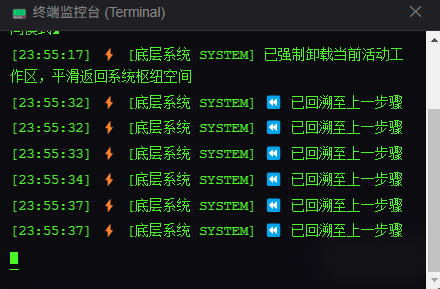 终端监控台 (Terminal)
[23:55:17] ⚡ [底层系统 SYSTEM] 已强制卸载当前活动工
作区，平滑返回系统枢纽空间
[23:55:32] ⚡ [底层系统 SYSTEM] ⏪ 已回溯至上一步骤
[23:55:32] ⚡ [底层系统 SYSTEM] ⏪ 已回溯至上一步骤
[23:55:33] ⚡ [底层系统 SYSTEM] ⏪ 已回溯至上一步骤
[23:55:34] ⚡ [底层系统 SYSTEM] ⏪ 已回溯至上一步骤
[23:55:37] ⚡ [底层系统 SYSTEM] ⏪ 已回溯至上一步骤
[23:55:37] ⚡ [底层系统 SYSTEM] ⏪ 已回溯至上一步骤